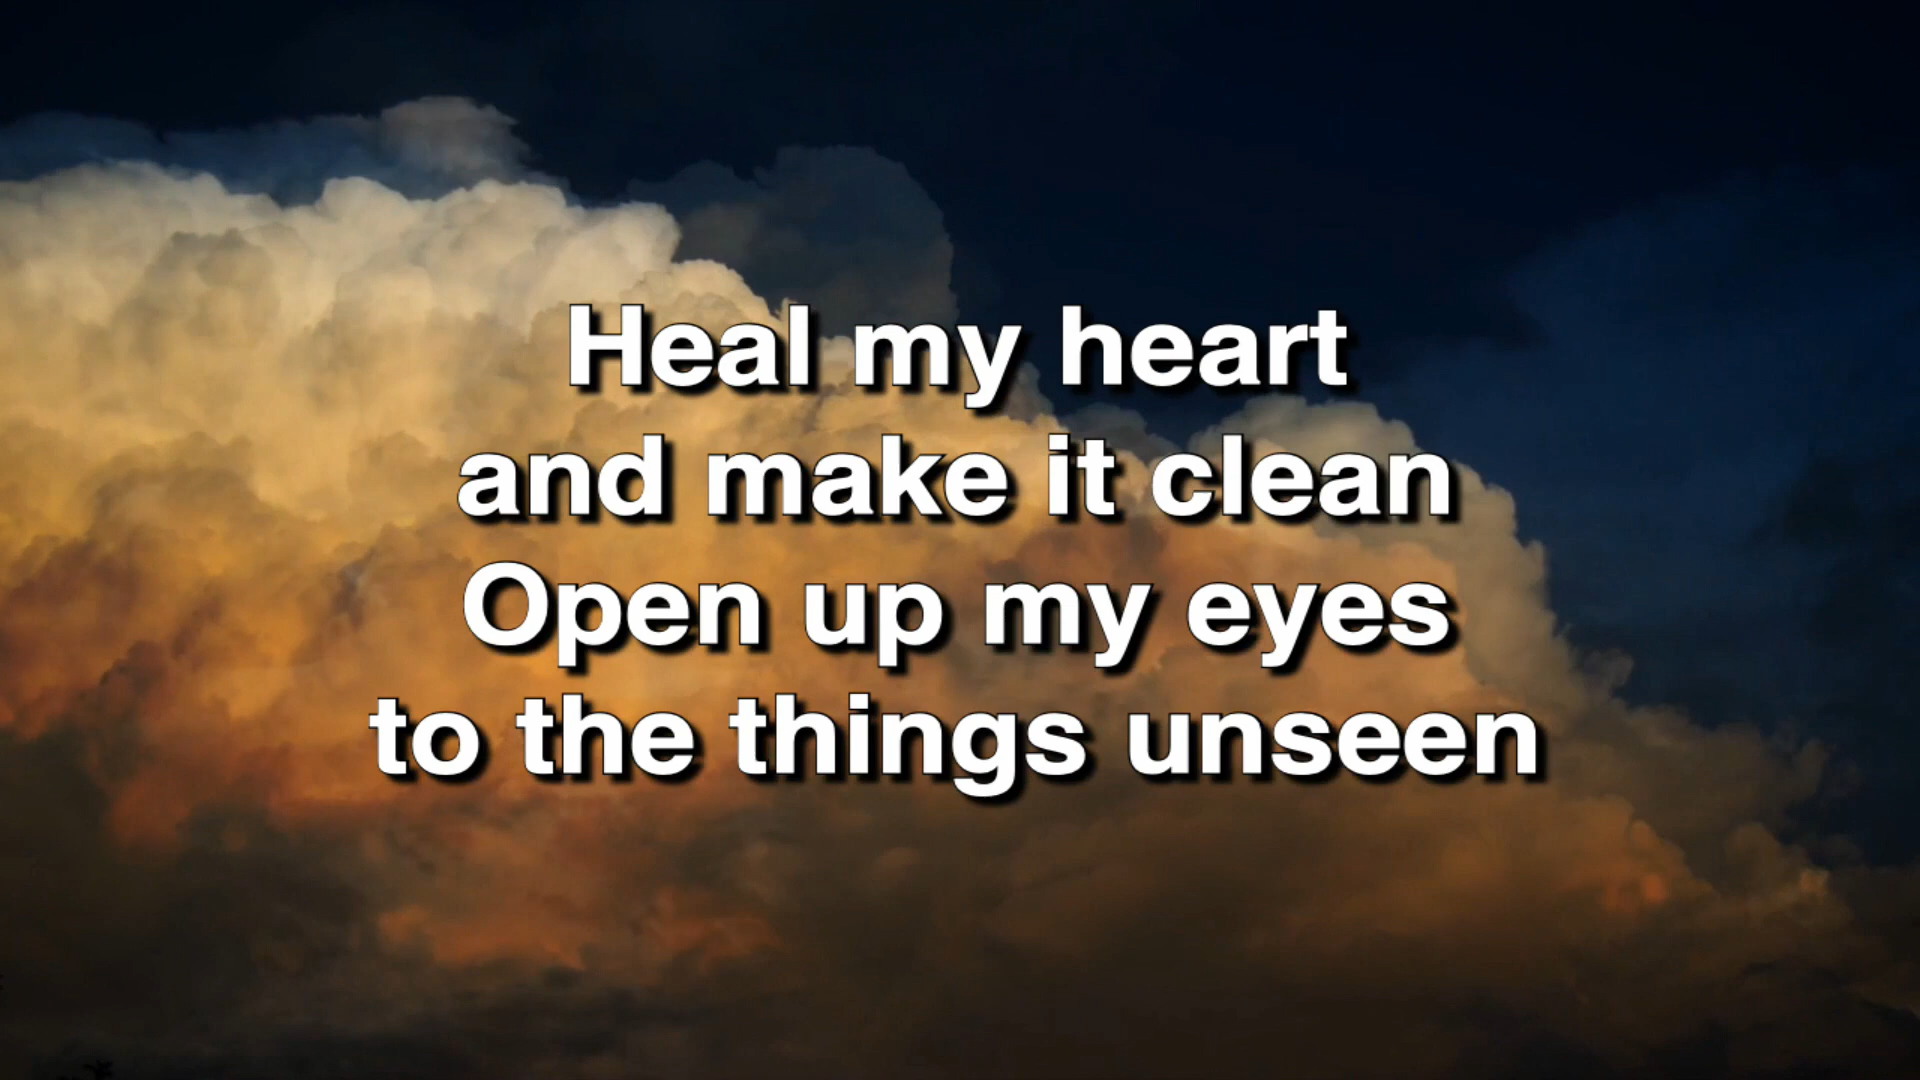 Heal my heart
and make it clean
Open up my eyes
to the things unseen